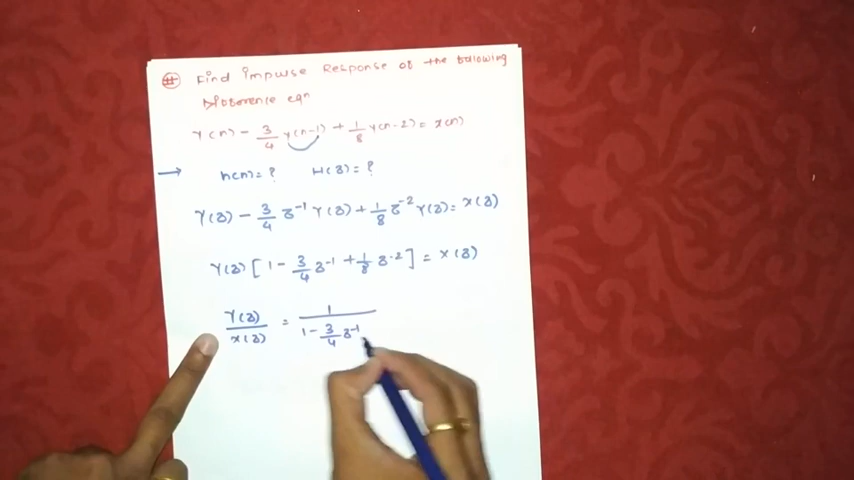 # Find Impulse Response of the following
Difference eqn
Y(n) - 3/4 y(n-1) + 1/8 y(n-2) = x(n)
→ h(n) = ? H(z) = ?
Y(z) - 3/4 z⁻¹ Y(z) + 1/8 z⁻² Y(z) = X(z)
Y(z) [ 1 - 3/4 z⁻¹ + 1/8 z⁻² ] = X(z)
Y(z)/X(z) = 1/(1 - 3/4 z⁻¹